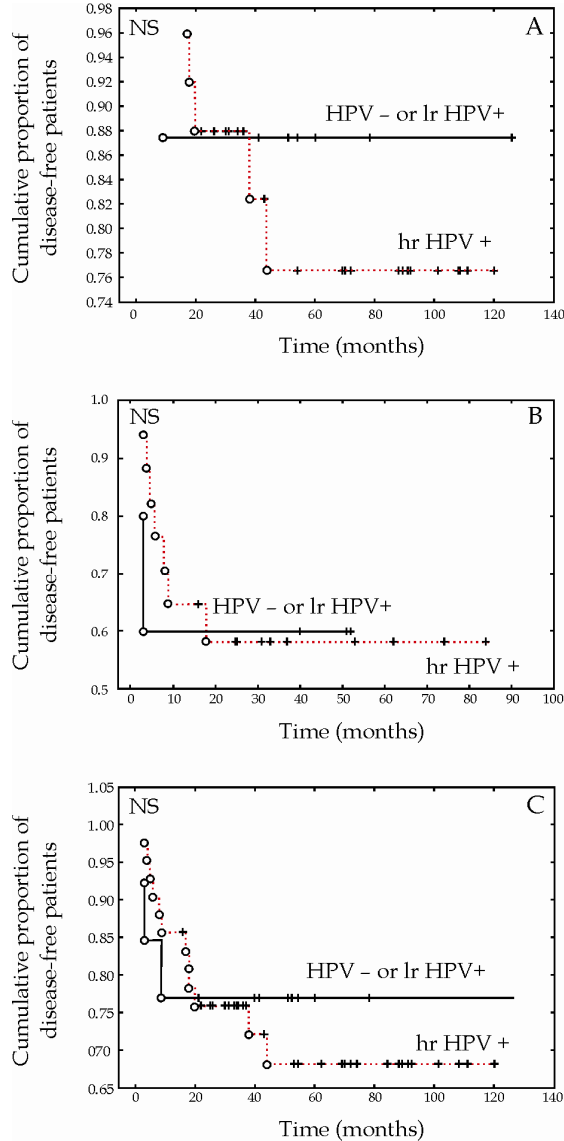 NS
A
0.98
0.96
0.92
0.90
0.88
0.86
0.84
0.82
0.80
0.78
0.76
0.74
Cumulative proportion of
disease-free patients
HPV – or lr HPV+
hr HPV +
0 20 40 60 80 100 120 140
Time (months)
NS
B
1.0
0.9
0.8
0.7
0.6
0.5
Cumulative proportion of
disease-free patients
HPV – or lr HPV+
hr HPV +
0 10 20 30 40 50 60 70 80 90 100
Time (months)
NS
C
1.05
1.00
0.95
0.90
0.85
0.80
0.75
0.70
0.65
Cumulative proportion of
disease-free patients
HPV – or lr HPV+
hr HPV +
0 20 40 60 80 100 120 140
Time (months)